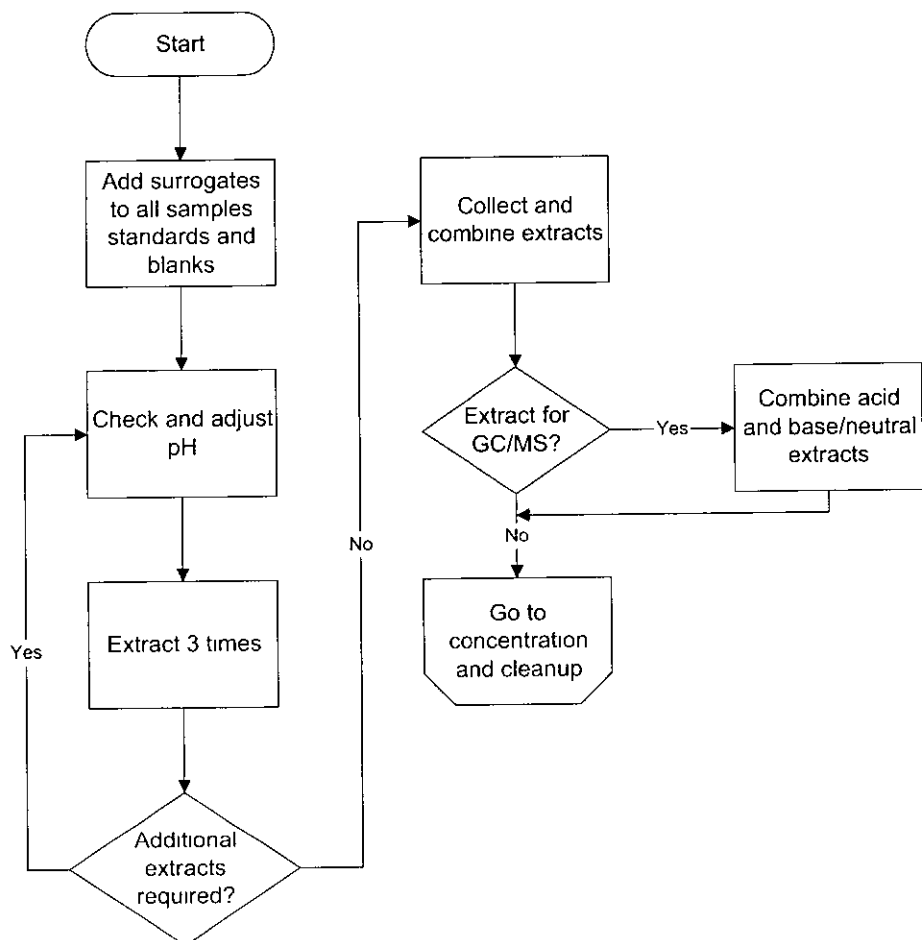 Start
Add surrogates
to all samples
standards and
blanks
Check and adjust
pH
Extract 3 times
Yes
Additional
extracts
required?
No
Collect and
combine extracts
Extract for
GC/MS?
Yes
Combine acid
and base/neutral
extracts
No
Go to
concentration
and cleanup